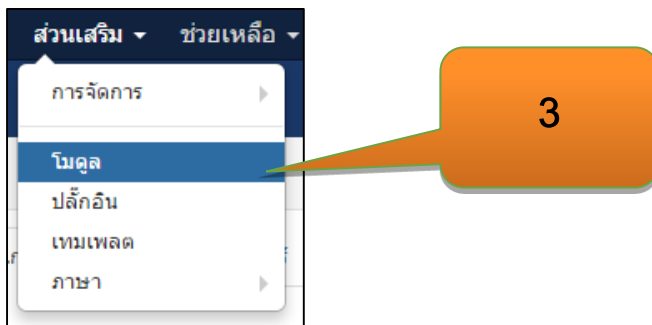 ส่วนเสริม ช่วยเหลือ
การจัดการ
โมดูล
ปลั๊กอิน
เทมเพลต
ภาษา
3